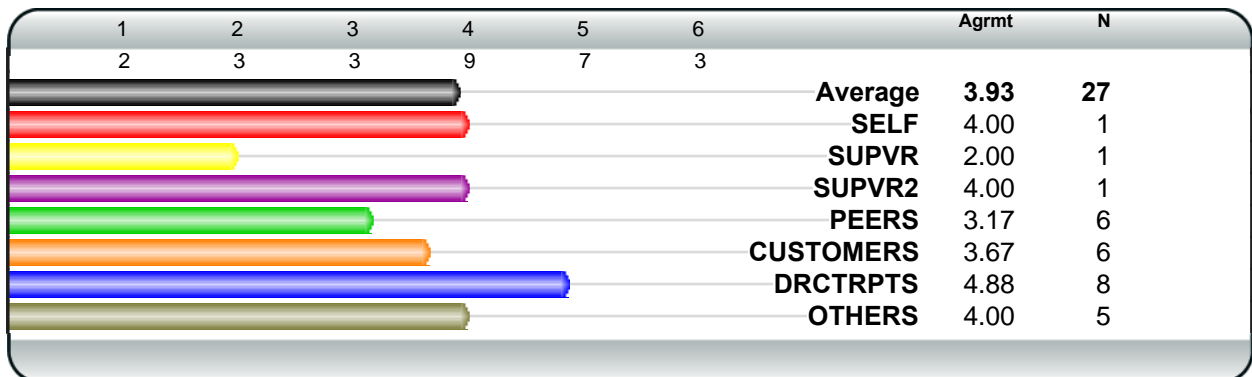 1 2 3 4 5 6 Agrmt N
2 3 3 9 7 3
Average 3.93 27
SELF 4.00 1
SUPVR 2.00 1
SUPVR2 4.00 1
PEERS 3.17 6
CUSTOMERS 3.67 6
DRCTRPTS 4.88 8
OTHERS 4.00 5